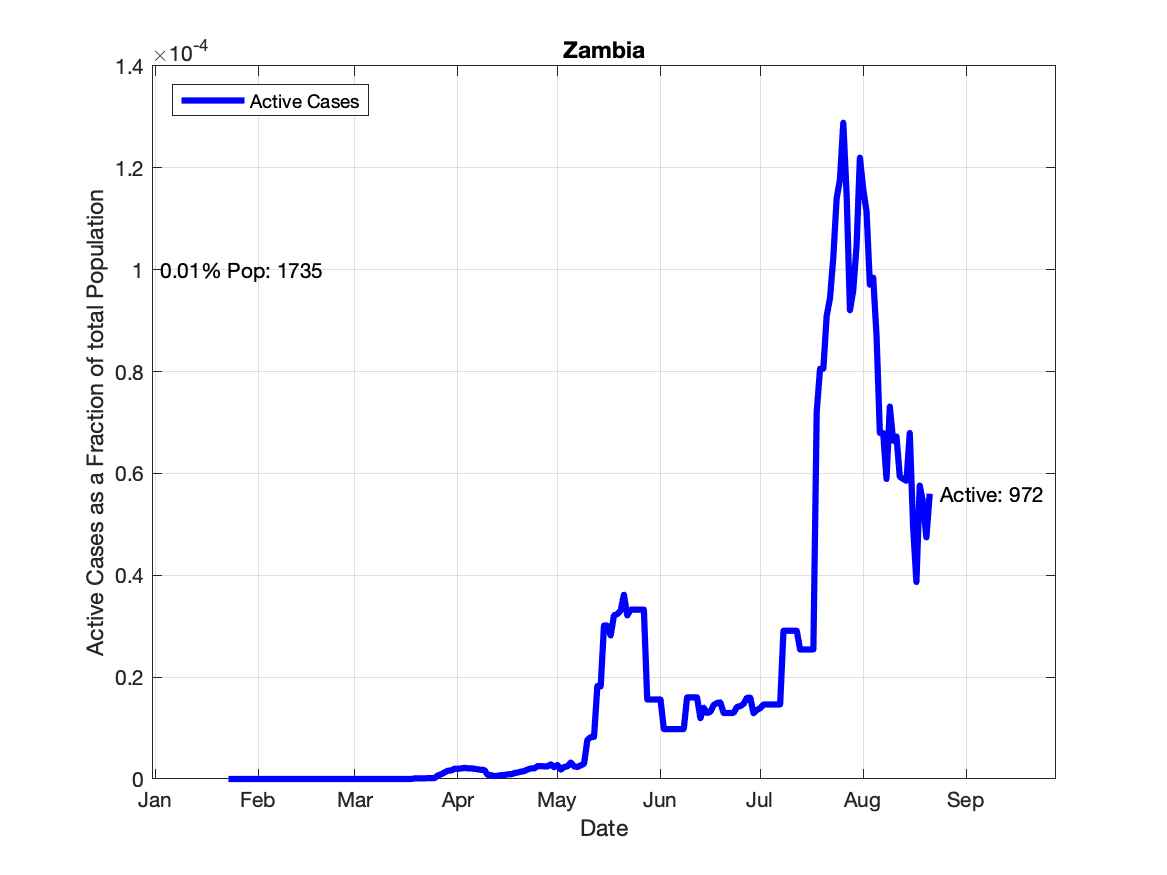 Zambia
×10-4
Active Cases
Active Cases as a Fraction of total Population
1.4
1.2
1
0.8
0.6
0.4
0.2
0
0.01% Pop: 1735
Active: 972
Jan Feb Mar Apr May Jun Jul Aug Sep
Date